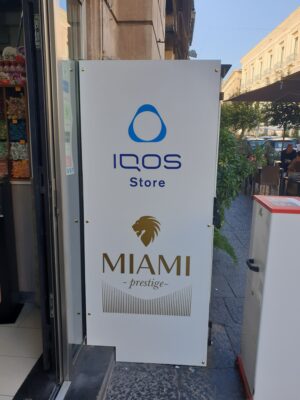 IQOS
Store
MIAMI
- prestige -